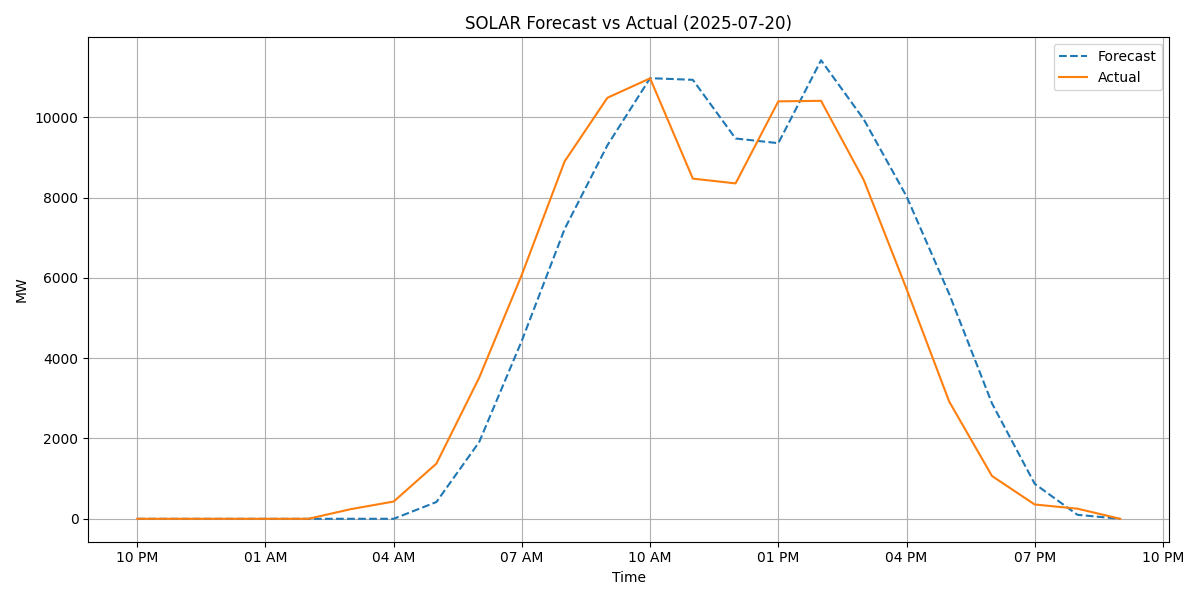 SOLAR Forecast vs Actual (2025-07-20)
Forecast
Actual
MW
10000
8000
6000
4000
2000
0
10 PM
01 AM
04 AM
07 AM
10 AM
01 PM
04 PM
07 PM
10 PM
Time